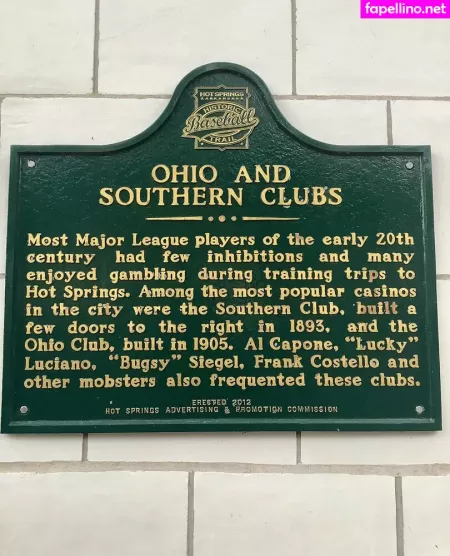 fapellino.net
HOT SPRINGS
ARKANSAS
HISTORIC
Baseball
TRAIL
OHIO AND
SOUTHERN CLUBS
Most Major League players of the early 20th
century had few inhibitions and many
enjoyed gambling during training trips to
Hot Springs. Among the most popular casinos
in the city were the Southern Club, built a
few doors to the right in 1893, and the
Ohio Club, built in 1905. Al Capone, “Lucky”
Luciano, “Bugsy” Siegel, Frank Costello and
other mobsters also frequented these clubs.
ERECTED 2012
HOT SPRINGS ADVERTISING & PROMOTION COMMISSION